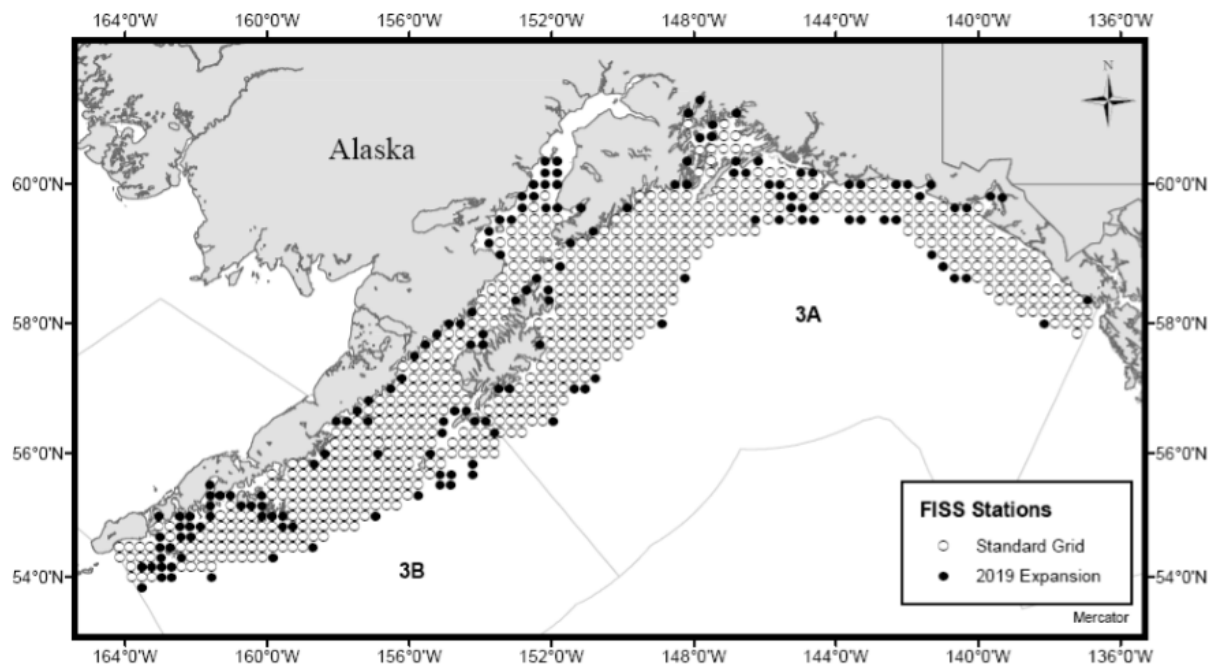 164°0'W 160°0'W 156°0'W 152°0'W 148°0'W 144°0'W 140°0'W 136°0'W
N
Alaska
60°0'N 60°0'N
58°0'N 3A 58°0'N
56°0'N 56°0'N
FISS Stations
Standard Grid
3B
2019 Expansion
54°0'N 54°0'N
Mercator
164°0'W 160°0'W 156°0'W 152°0'W 148°0'W 144°0'W 140°0'W 136°0'W